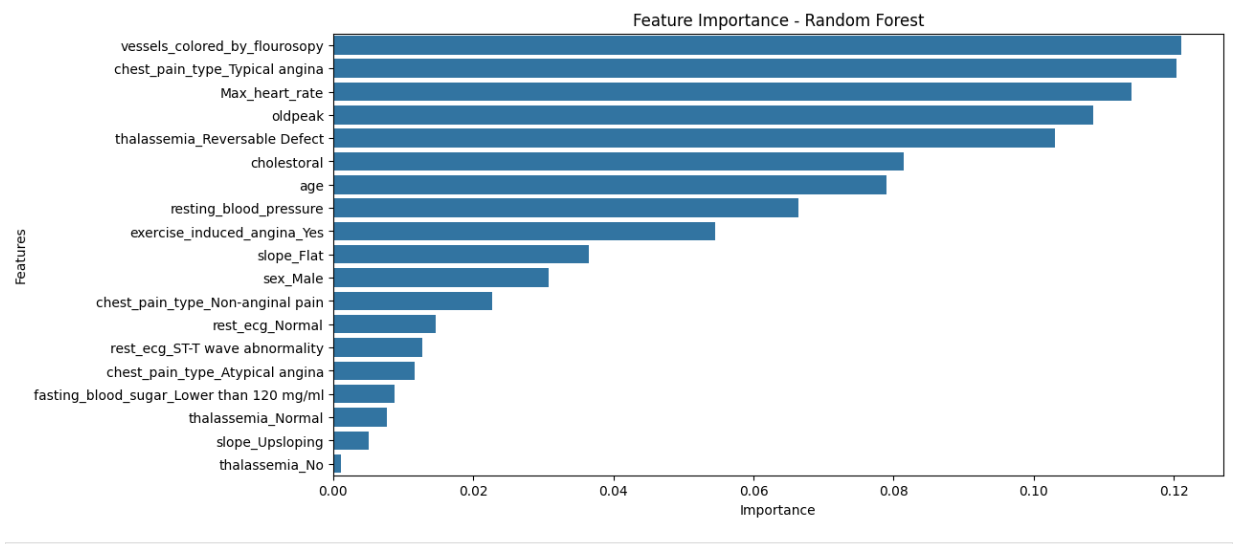 Feature Importance - Random Forest
Features
vessels_colored_by_flourosopy
chest_pain_type_Typical angina
Max_heart_rate
oldpeak
thalassemia_Reversable Defect
cholestoral
age
resting_blood_pressure
exercise_induced_angina_Yes
slope_Flat
sex_Male
chest_pain_type_Non-anginal pain
rest_ecg_Normal
rest_ecg_ST-T wave abnormality
chest_pain_type_Atypical angina
fasting_blood_sugar_Lower than 120 mg/ml
thalassemia_Normal
slope_Upsloping
thalassemia_No
0.00 0.02 0.04 0.06 0.08 0.10 0.12
Importance